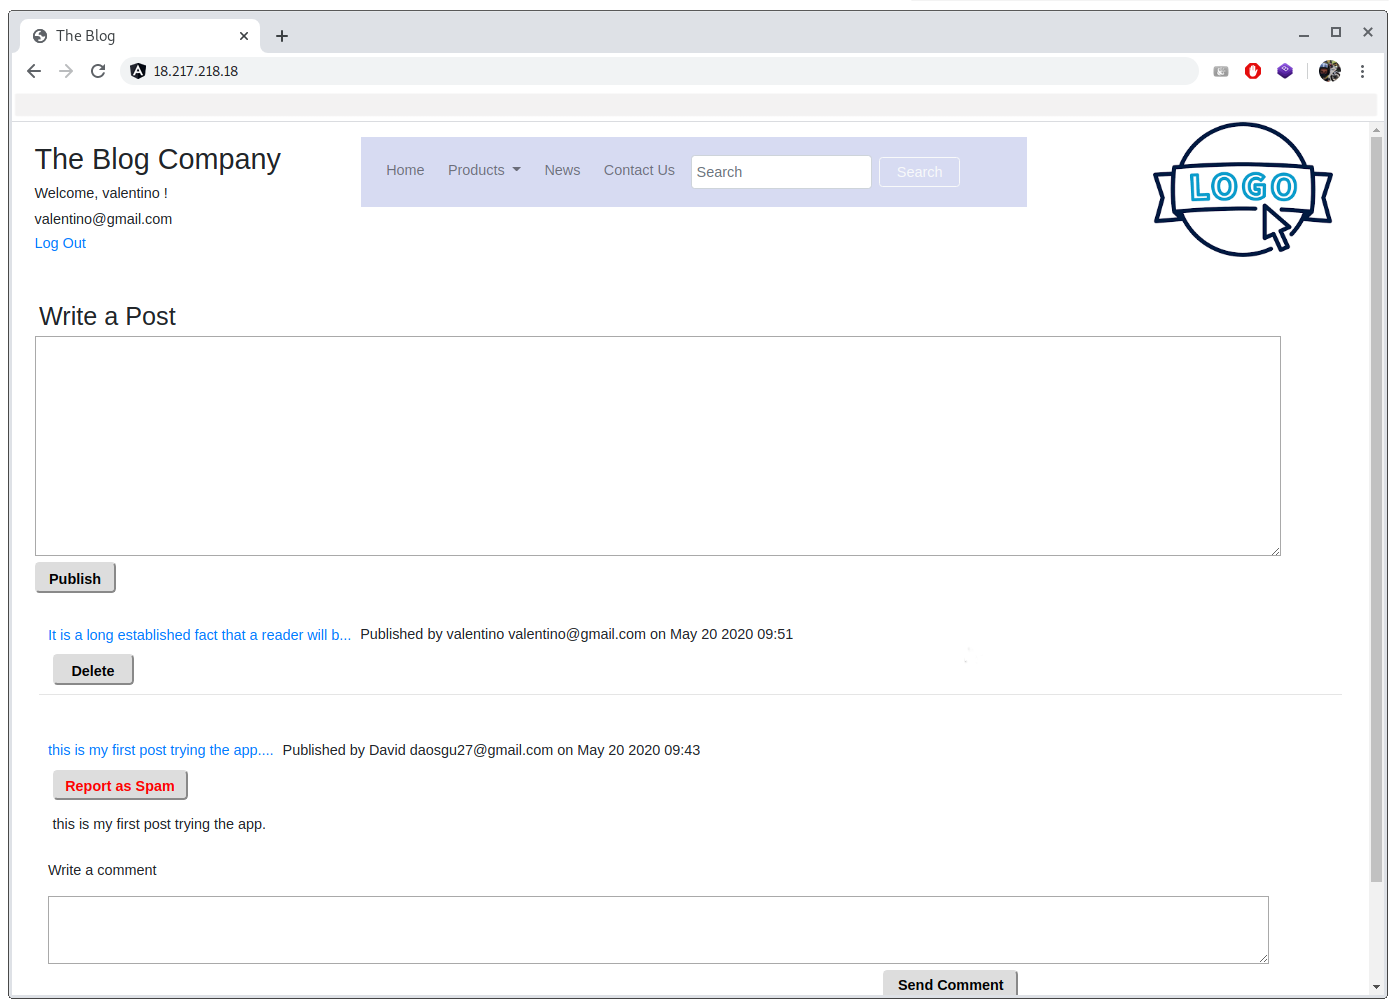 The Blog
18.217.218.18
The Blog Company
Welcome, valentino !
valentino@gmail.com
Log Out
Home Products News Contact Us Search Search
LOGO
Write a Post
Publish
It is a long established fact that a reader will b... Published by valentino valentino@gmail.com on May 20 2020 09:51
Delete
this is my first post trying the app.... Published by David daosgu27@gmail.com on May 20 2020 09:43
Report as Spam
this is my first post trying the app.
Write a comment
Send Comment